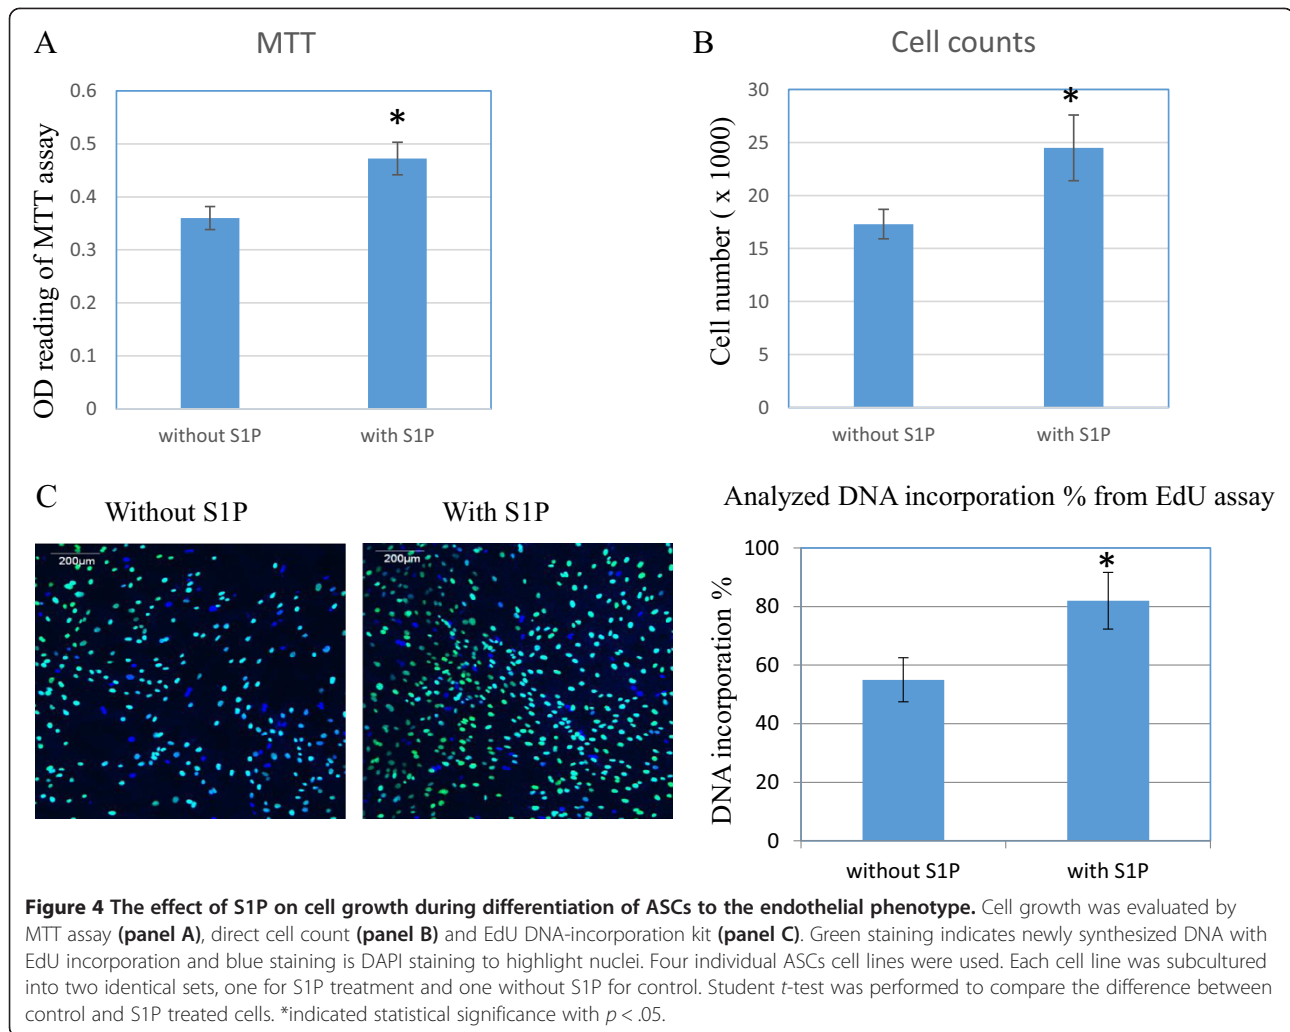 A
MTT
0.6
0.5
0.4
0.3
0.2
0.1
0
OD reading of MTT assay
*
without S1P
with S1P
B
Cell counts
30
25
20
15
10
5
0
Cell number ( x 1000)
*
without S1P
with S1P
C
Without S1P
With S1P
200μm
200μm
Analyzed DNA incorporation % from EdU assay
100
80
60
40
20
0
DNA incorporation %
*
without S1P
with S1P
Figure 4 The effect of S1P on cell growth during differentiation of ASCs to the endothelial phenotype. Cell growth was evaluated by
MTT assay (panel A), direct cell count (panel B) and EdU DNA-incorporation kit (panel C). Green staining indicates newly synthesized DNA with
EdU incorporation and blue staining is DAPI staining to highlight nuclei. Four individual ASCs cell lines were used. Each cell line was subcultured
into two identical sets, one for S1P treatment and one without S1P for control. Student t-test was performed to compare the difference between
control and S1P treated cells. *indicated statistical significance with p < .05.